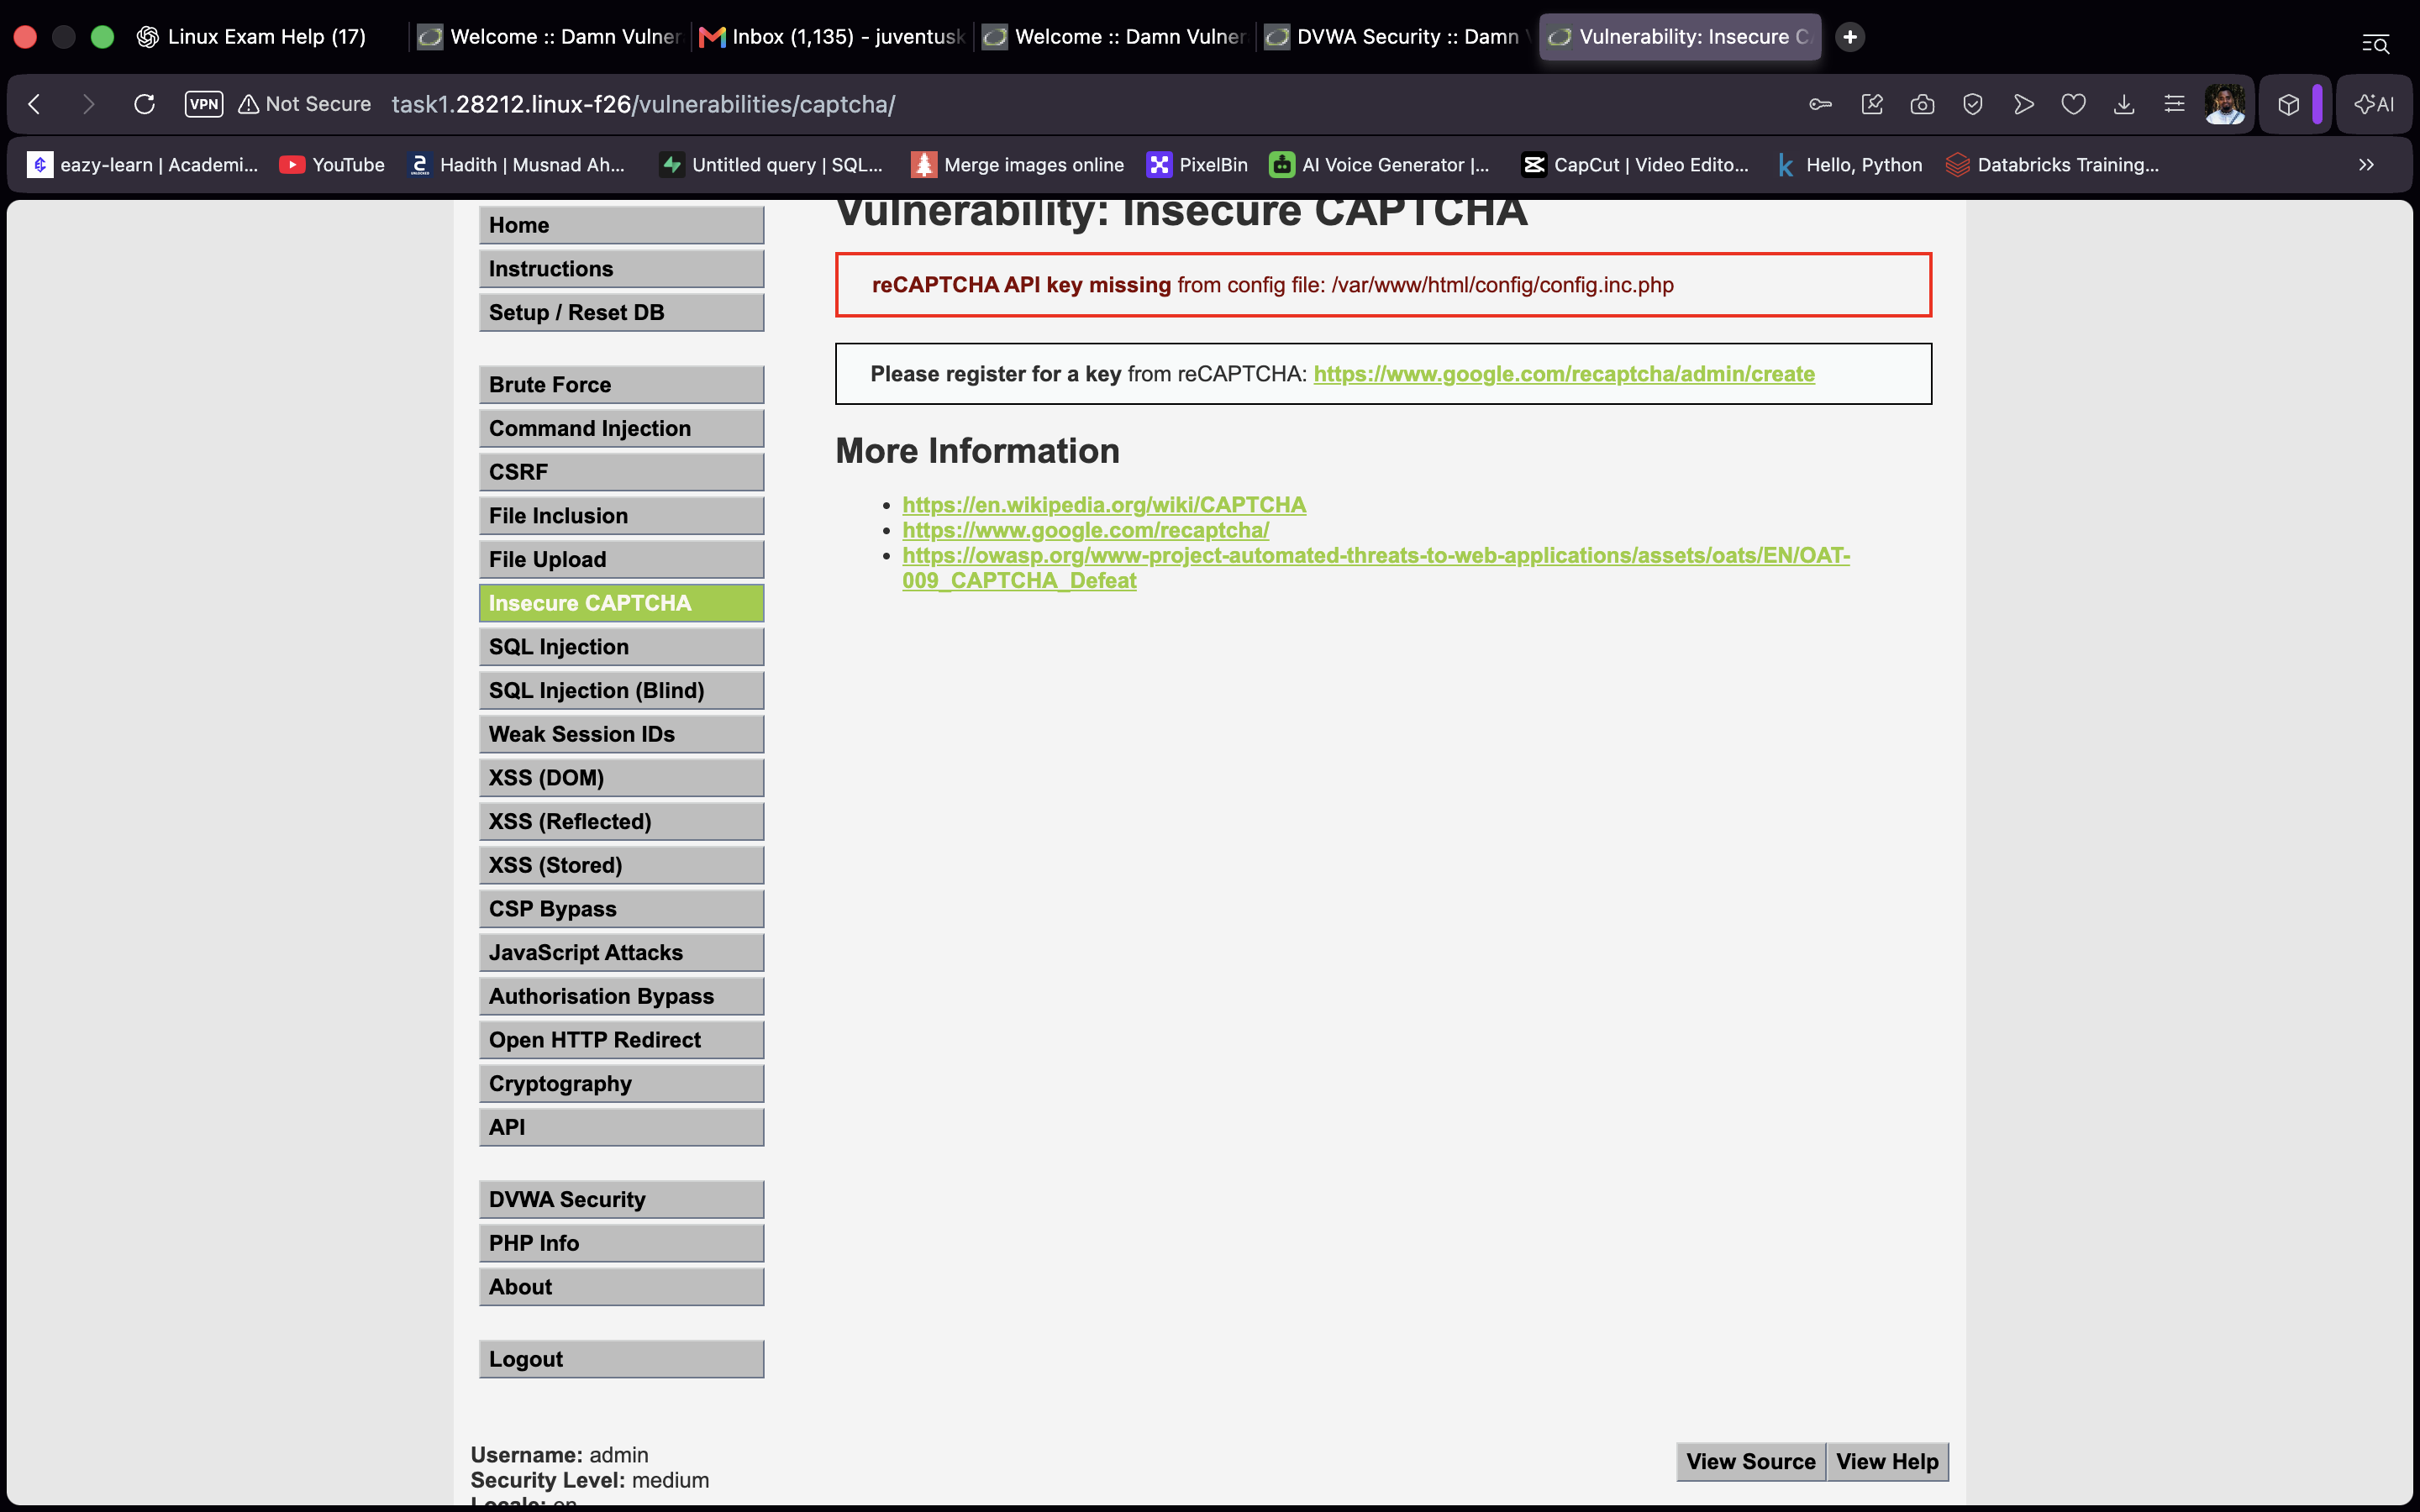 Linux Exam Help (17)
Welcome :: Damn Vulner
Inbox (1,135) - juventusk
Welcome :: Damn Vulner
DVWA Security :: Damn
Vulnerability: Insecure C
VPN
Not Secure
task1.28212.linux-f26/vulnerabilities/captcha/
AI
eazy-learn | Academi...
YouTube
Hadith | Musnad Ah...
Untitled query | SQL...
Merge images online
PixelBin
AI Voice Generator |...
CapCut | Video Edito...
Hello, Python
Databricks Training...
Home
Instructions
Setup / Reset DB
Brute Force
Command Injection
CSRF
File Inclusion
File Upload
Insecure CAPTCHA
SQL Injection
SQL Injection (Blind)
Weak Session IDs
XSS (DOM)
XSS (Reflected)
XSS (Stored)
CSP Bypass
JavaScript Attacks
Authorisation Bypass
Open HTTP Redirect
Cryptography
API
DVWA Security
PHP Info
About
Logout
Vulnerability: Insecure CAPTCHA
reCAPTCHA API key missing from config file: /var/www/html/config/config.inc.php
Please register for a key from reCAPTCHA: https://www.google.com/recaptcha/admin/create
More Information
• https://en.wikipedia.org/wiki/CAPTCHA
• https://www.google.com/recaptcha/
• https://owasp.org/www-project-automated-threats-to-web-applications/assets/oats/EN/OAT-
009_CAPTCHA_Defeat
Username: admin
Security Level: medium
Locale: en
View Source
View Help